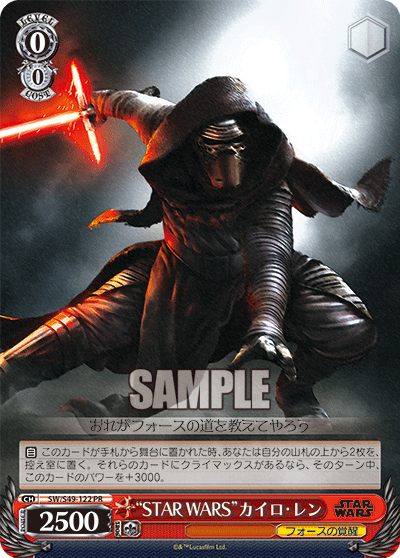 LEVEL
0
0
COST
SAMPLE
おれがフォースの道を教えてやろう
このカードが手札から舞台に置かれた時、あなたは自分の山札の上から2枚を、
控え室に置く。それらのカードにクライマックスがあるなら、そのターン中、
このカードのパワーを+3000。
CH
SW/S49-122 PR
2500
“STAR WARS”カイロ・レン
STAR WARS
フォースの覚醒
©&™Lucasfilm Ltd.